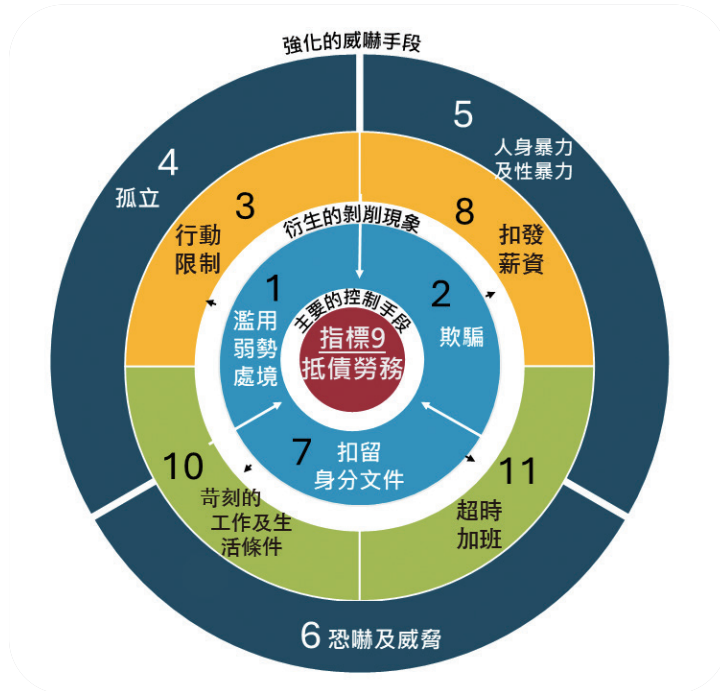 強化的威嚇手段
4
孤立
5
人身暴力
及性暴力
3
行動
限制
8
扣發
薪資
衍生的剝削現象
1
濫用
弱勢
處境
2
欺騙
主要的控制手段
指標9
抵債勞務
7
扣留
身分文件
10
苛刻的
工作及生
活條件
11
超時
加班
6 恐嚇及威脅